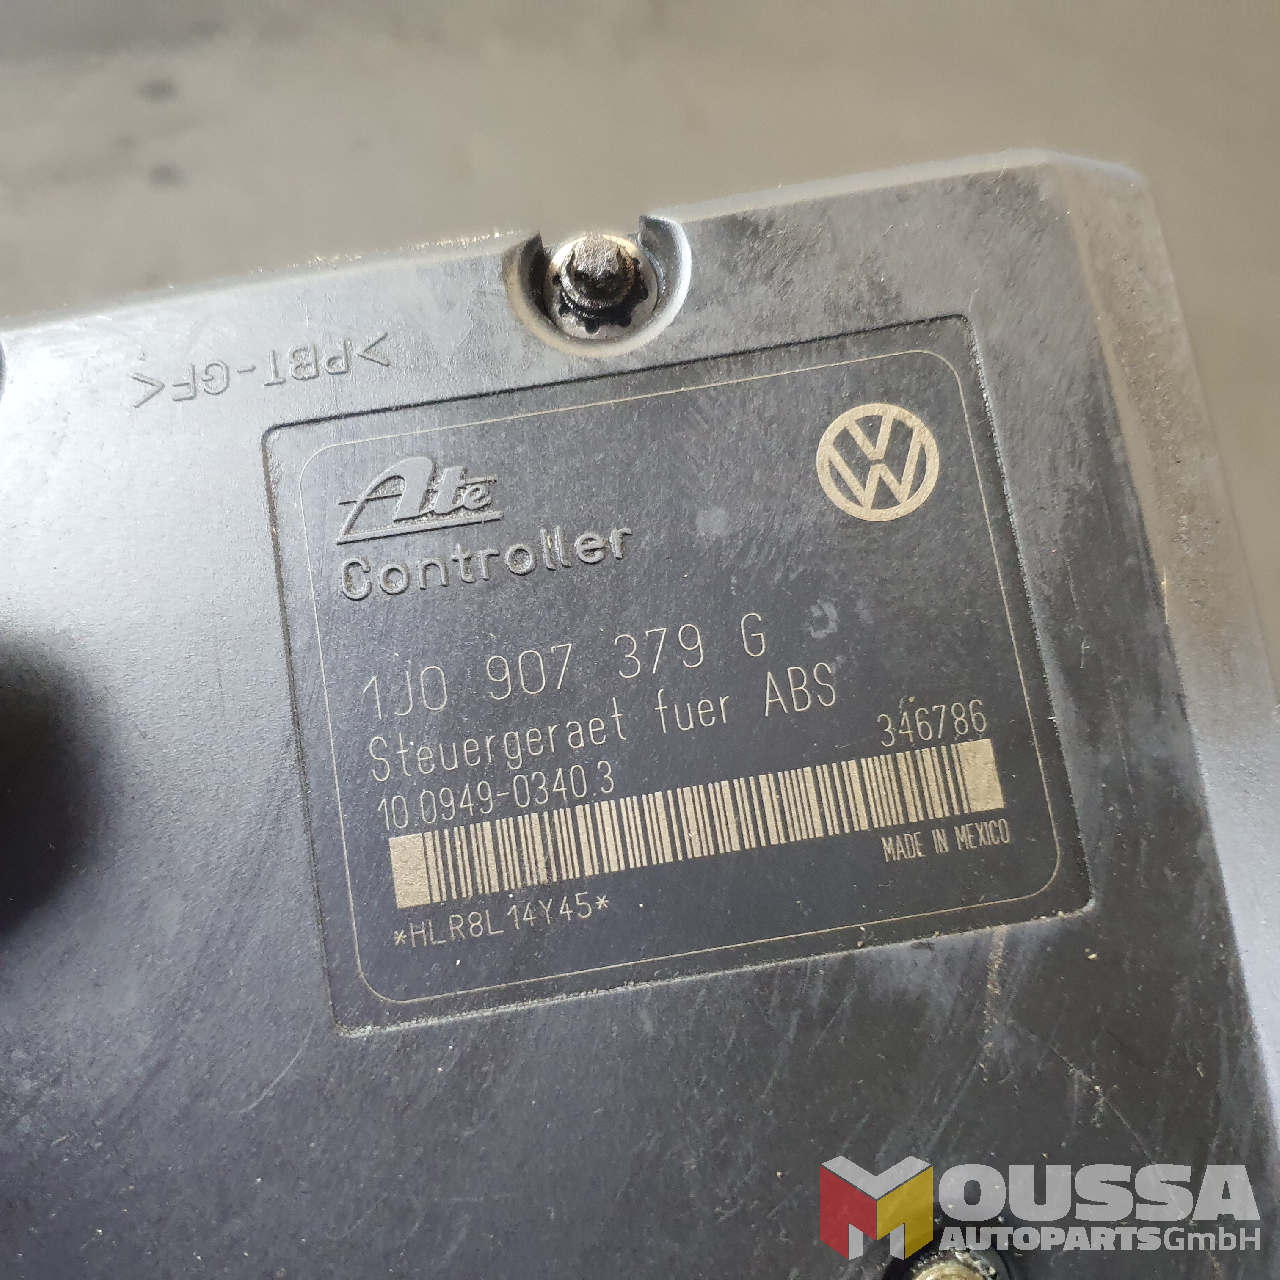 >PBT-GF<
Ate
Controller
1J0 907 379 G
Steuergeraet fuer ABS
10.0949-0340.3
346786
MADE IN MEXICO
*HLR8L14Y45*
MOUSSA
AUTOPARTS GmbH